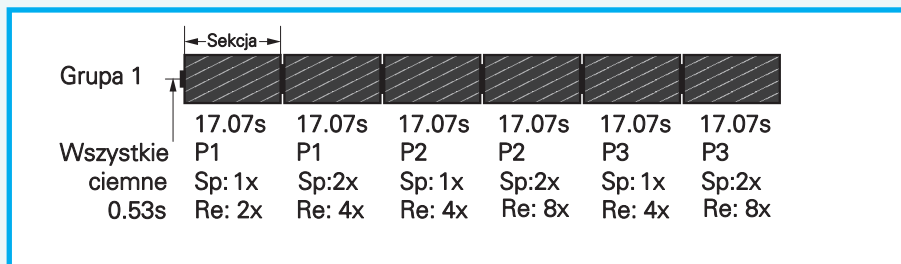 Sekcja
Grupa 1
17.07s 17.07s 17.07s 17.07s 17.07s 17.07s
Wszystkie P1 P1 P2 P2 P3 P3
ciemne Sp: 1x Sp:2x Sp: 1x Sp:2x Sp: 1x Sp:2x
0.53s Re: 2x Re: 4x Re: 4x Re: 8x Re: 4x Re: 8x